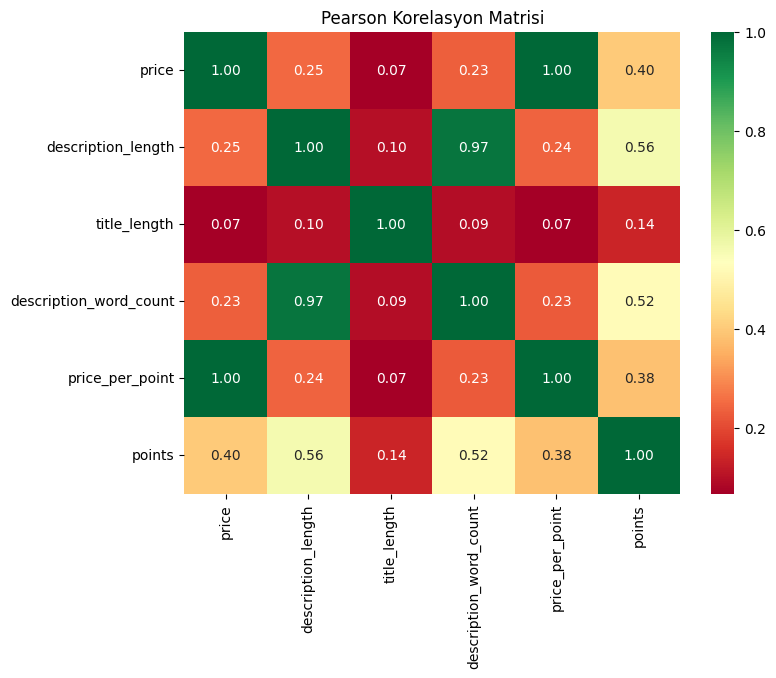 Pearson Korelasyon Matrisi
price 1.00 0.25 0.07 0.23 1.00 0.40
description_length 0.25 1.00 0.10 0.97 0.24 0.56
title_length 0.07 0.10 1.00 0.09 0.07 0.14
description_word_count 0.23 0.97 0.09 1.00 0.23 0.52
price_per_point 1.00 0.24 0.07 0.23 1.00 0.38
points 0.40 0.56 0.14 0.52 0.38 1.00
price
description_length
title_length
description_word_count
price_per_point
points
1.0
0.8
0.6
0.4
0.2